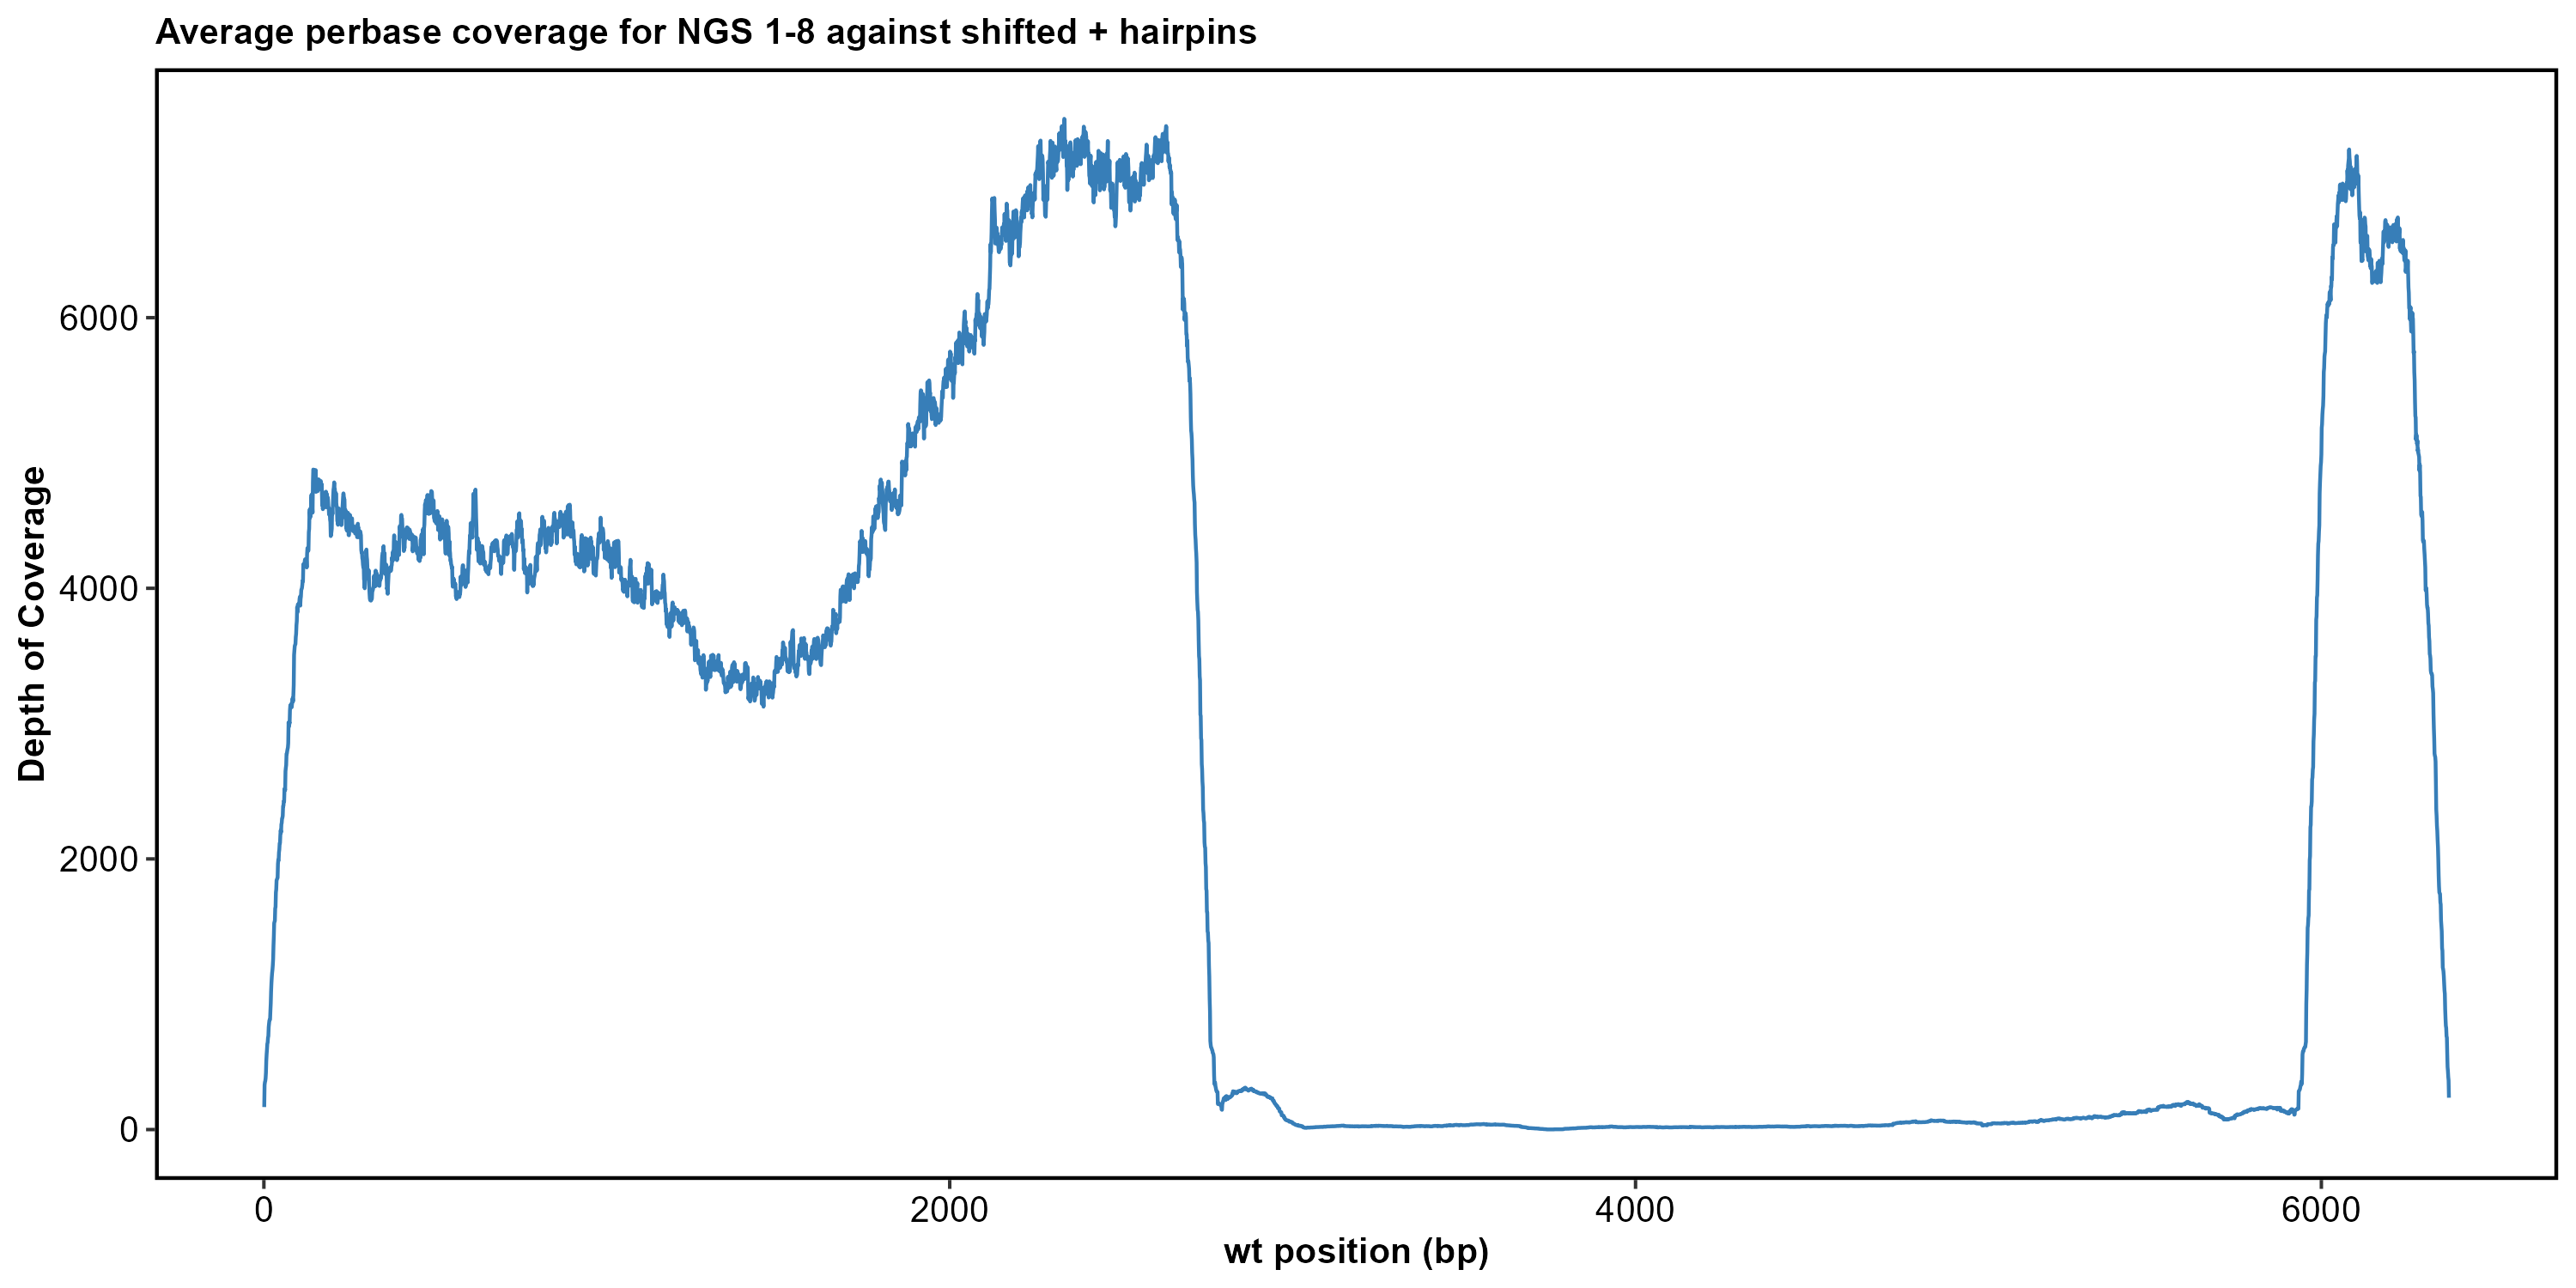 Average perbase coverage for NGS 1-8 against shifted + hairpins
Depth of Coverage
6000
4000
2000
0
0 2000 4000 6000
wt position (bp)